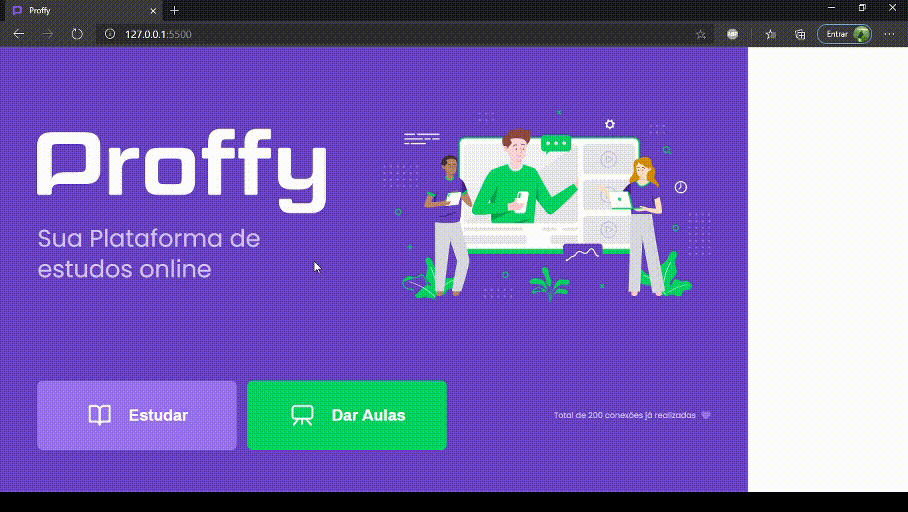 Proffy
127.0.0.1:5500
Entrar
Proffy
Sua Plataforma de
estudos online
Estudar
Dar Aulas
Total de 200 conexões já realizadas